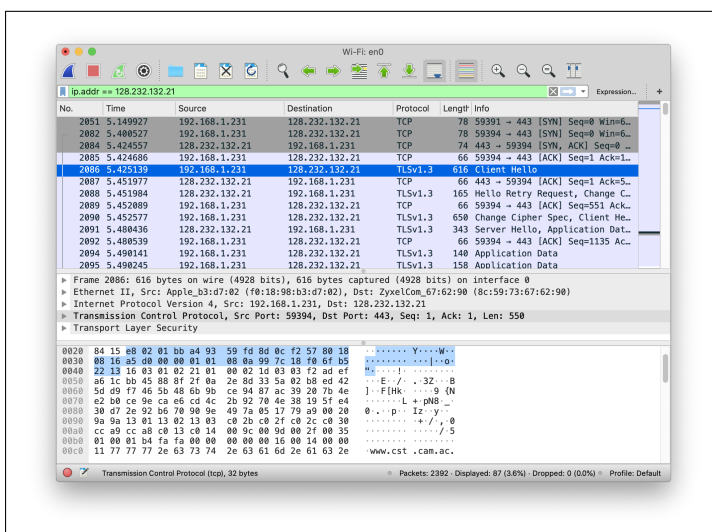 Wi-Fi: en0
ip.addr == 128.232.132.21 Expression... +
No. Time Source Destination Protocol Length Info
2051 5.149927 192.168.1.231 128.232.132.21 TCP 78 59391 → 443 [SYN] Seq=0 Win=6…
2082 5.400527 192.168.1.231 128.232.132.21 TCP 78 59394 → 443 [SYN] Seq=0 Win=6…
2084 5.424557 128.232.132.21 192.168.1.231 TCP 74 443 → 59394 [SYN, ACK] Seq=0 …
2085 5.424686 192.168.1.231 128.232.132.21 TCP 66 59394 → 443 [ACK] Seq=1 Ack=1…
2086 5.425139 192.168.1.231 128.232.132.21 TLSv1.3 616 Client Hello
2087 5.451977 128.232.132.21 192.168.1.231 TCP 66 443 → 59394 [ACK] Seq=1 Ack=5…
2088 5.451984 128.232.132.21 192.168.1.231 TLSv1.3 165 Hello Retry Request, Change C…
2089 5.452089 192.168.1.231 128.232.132.21 TCP 66 59394 → 443 [ACK] Seq=551 Ack…
2090 5.452577 192.168.1.231 128.232.132.21 TLSv1.3 650 Change Cipher Spec, Client He…
2091 5.480436 128.232.132.21 192.168.1.231 TLSv1.3 343 Server Hello, Application Dat…
2092 5.480539 192.168.1.231 128.232.132.21 TCP 66 59394 → 443 [ACK] Seq=1135 Ac…
2094 5.490141 192.168.1.231 128.232.132.21 TLSv1.3 140 Application Data
2095 5.490245 192.168.1.231 128.232.132.21 TLSv1.3 158 Application Data
Frame 2086: 616 bytes on wire (4928 bits), 616 bytes captured (4928 bits) on interface 0
Ethernet II, Src: Apple_b3:d7:02 (f0:18:98:b3:d7:02), Dst: ZyxelCom_67:62:90 (8c:59:73:67:62:90)
Internet Protocol Version 4, Src: 192.168.1.231, Dst: 128.232.132.21
Transmission Control Protocol, Src Port: 59394, Dst Port: 443, Seq: 1, Ack: 1, Len: 550
Transport Layer Security
0020 84 15 e8 02 01 bb a4 93 59 fd 8d 0c f2 57 80 18 ········ Y····W··
0030 08 16 a5 d0 00 00 01 01 08 0a 99 7c 18 f0 6f b5 ········ ···|··o·
0040 22 13 16 03 01 02 21 01 00 02 1d 03 03 f2 ad ef "·····!· ········
0050 a6 1c bb 45 88 8f 2f 0a 2e 8d 33 5a 02 b8 ed 42 ···E··/· .·3Z···B
0060 5d d9 f7 46 5b 48 6b 9b ce 94 87 ac 39 20 7b 4e ]··F[Hk· ····9 {N
0070 e2 b0 ce 9e ca e6 cd 4c 2b 92 70 4e 38 19 5f e4 ·······L +·pN8·_·
0080 30 d7 2e 92 b6 70 90 9e 49 7a 05 17 79 a9 00 20 0·.··p·· Iz··y··
0090 9a 9a 13 01 13 02 13 03 c0 2b c0 2f c0 2c c0 30 ········ ·+·/·,·0
00a0 cc a9 cc a8 c0 13 c0 14 00 9c 00 9d 00 2f 00 35 ········ ·····/·5
00b0 01 00 01 b4 fa fa 00 00 00 00 00 16 00 14 00 00 ········ ········
00c0 11 77 77 77 2e 63 73 74 2e 63 61 6d 2e 61 63 2e ·www.cst .cam.ac.
Transmission Control Protocol (tcp), 32 bytes Packets: 2392 · Displayed: 87 (3.6%) · Dropped: 0 (0.0%) Profile: Default